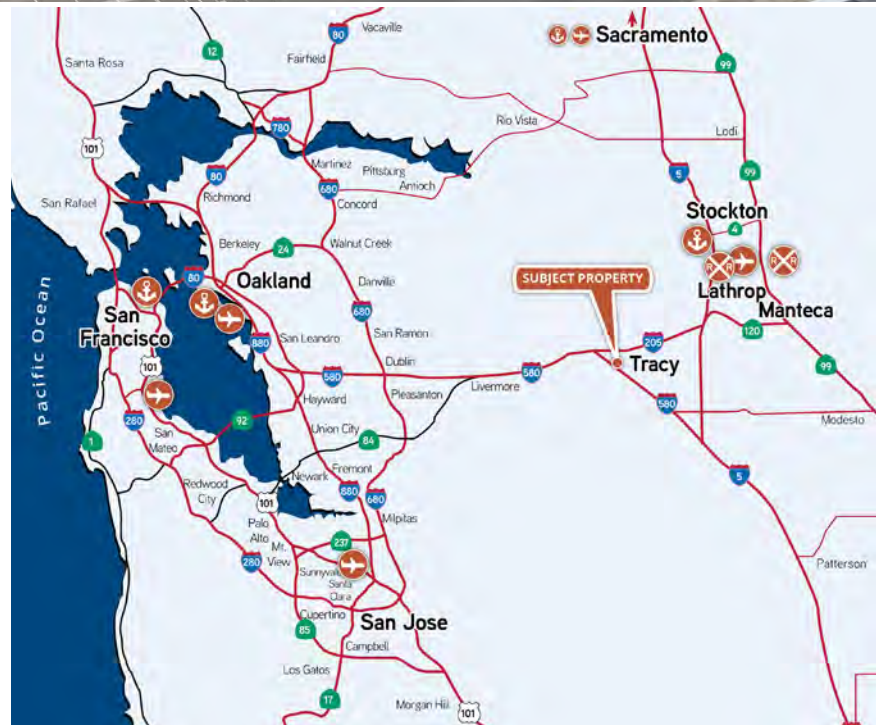 Vacaville
80
12
Sacramento
Santa Rosa
Fairfield
99
Rio Vista
780
Lodi
101
Martinez
Pittsburg
80
5
99
Richmond
680
Antioch
San Rafael
Concord
Stockton
4
Berkeley
24
Walnut Creek
R R
R R
80
Oakland
Danville
SUBJECT PROPERTY
Lathrop
San
Francisco
680
Manteca
880
San Leandro
San Ramon
205
120
101
Dublin
Tracy
99
580
Pleasanton
Livermore
580
Hayward
580
280
92
Union City
84
Modesto
1
San
Mateo
Pacific Ocean
Newark
Fremont
Redwood
City
880
680
5
101
Palo
Alto
Milpitas
Mt.
View
237
280
Sunnyvale
Santa
Clara
Patterson
Cupertino
San Jose
85
Campbell
Los Gatos
17
Morgan Hill
101